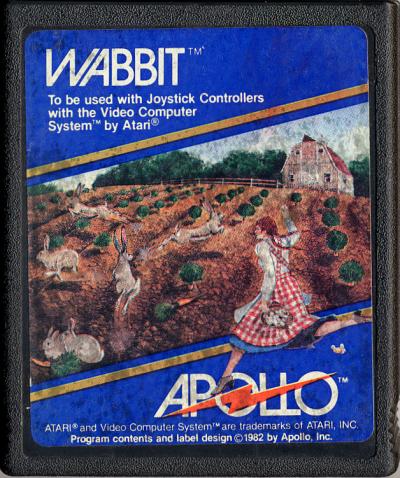 WABBIT™
To be used with Joystick Controllers
with the Video Computer
System™ by Atari®
APOLLO™
ATARI® and Video Computer System™ are trademarks of ATARI, INC.
Program contents and label design ©1982 by Apollo, Inc.